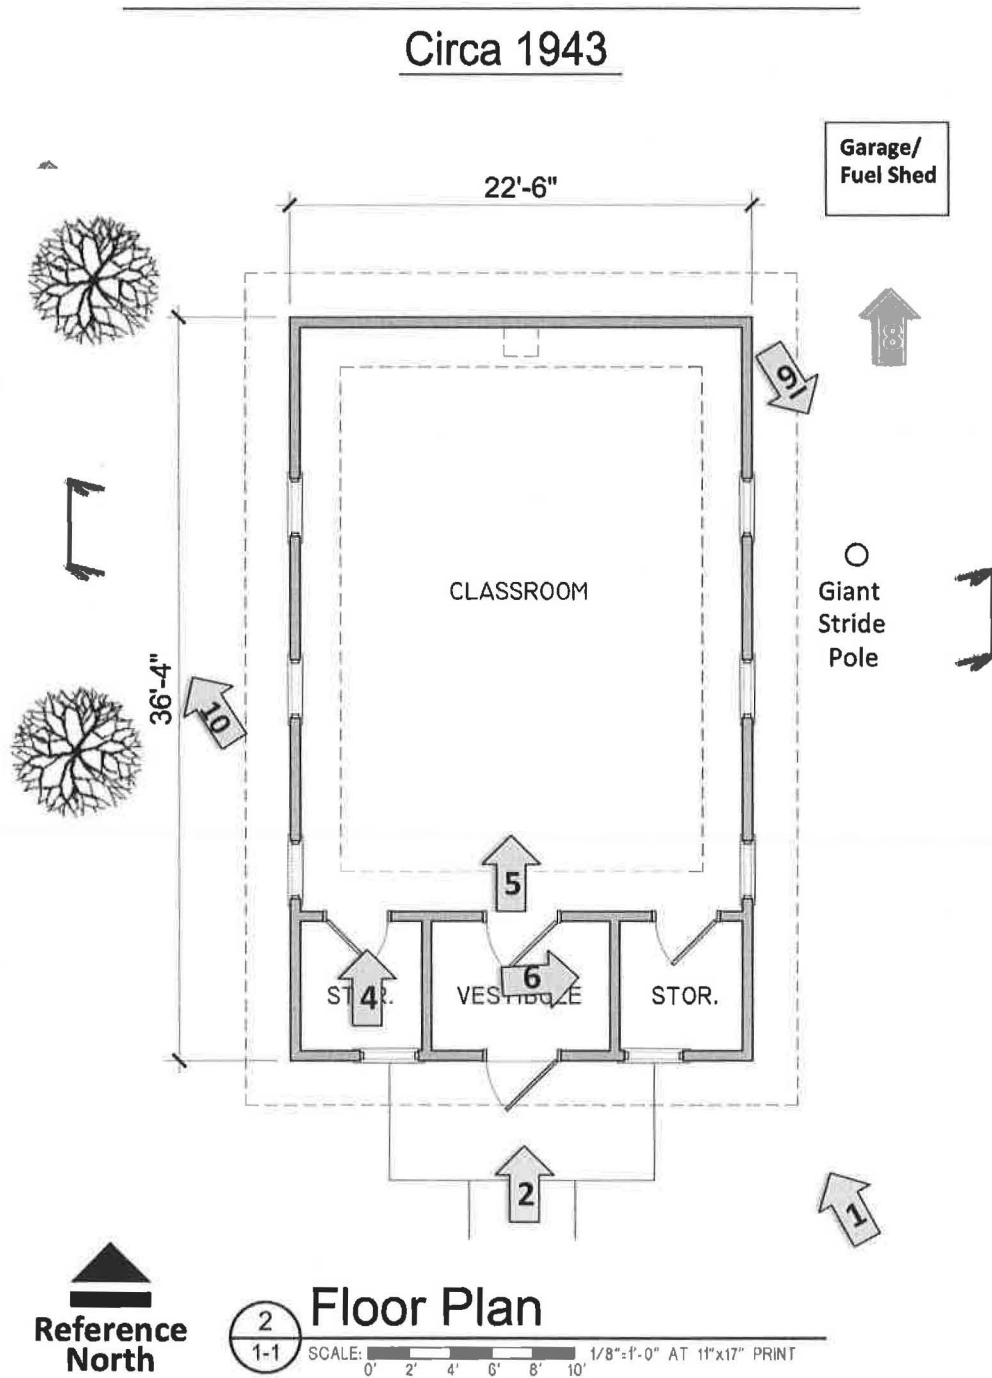 Circa 1943
Garage/
Fuel Shed
22'-6"
8
9
CLASSROOM
Giant
Stride
Pole
36'-4"
10
5
6
4
VESTIBULE
STOR.
STOR.
2
1
Reference
North
2
1-1
Floor Plan
SCALE:
0' 2' 4' 6' 8' 10'
1/8"=1'-0" AT 11"x17" PRINT